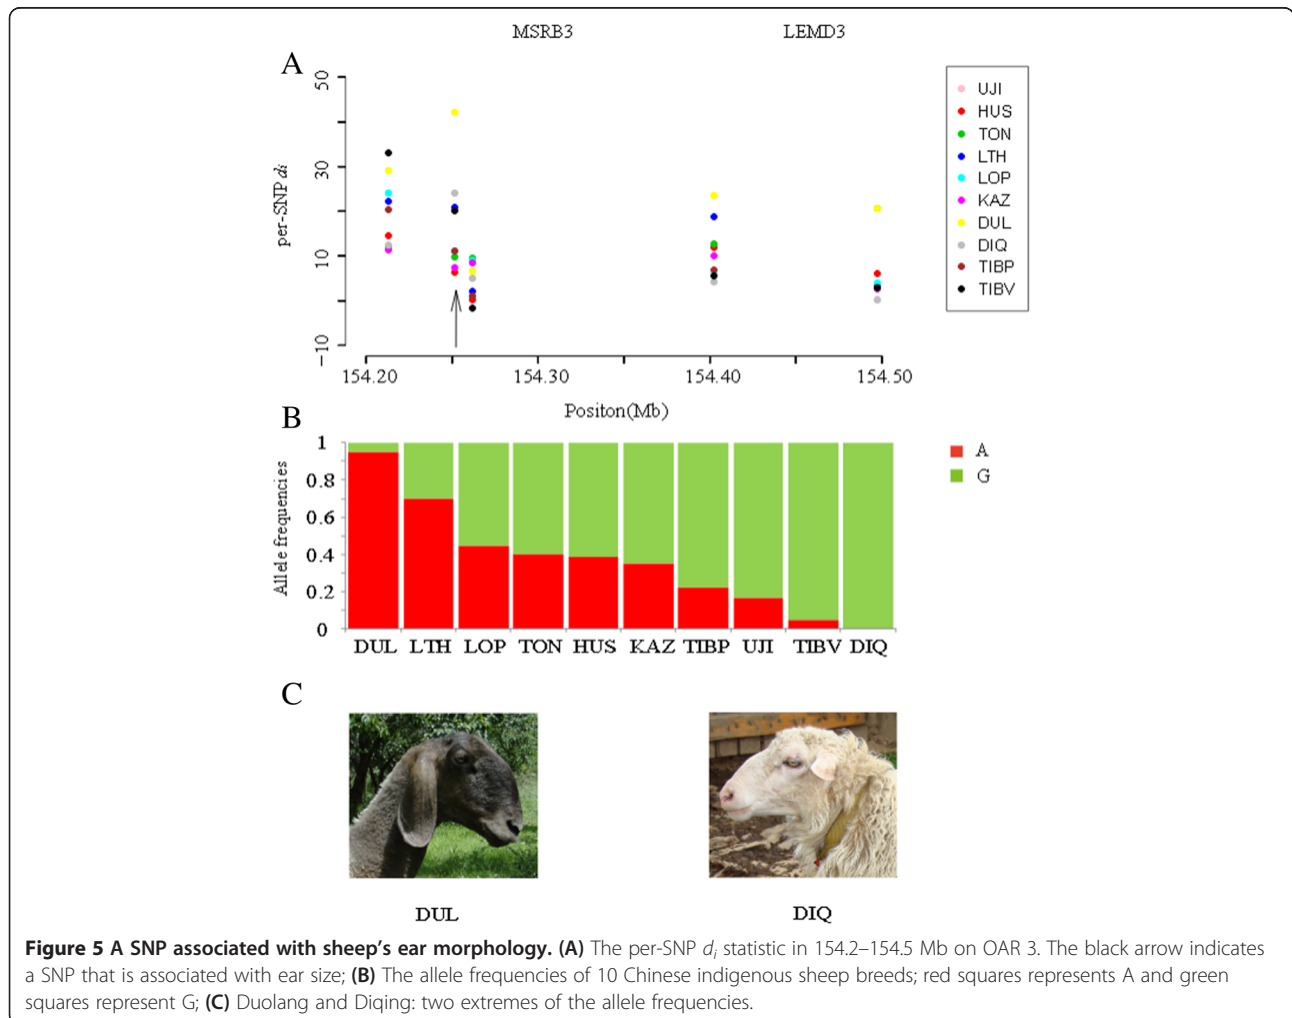 MSRB3 LEMD3
A
50
30
10
−10
per-SNP di
154.20 154.30 154.40 154.50
Positon(Mb)
UJI
HUS
TON
LTH
LOP
KAZ
DUL
DIQ
TIBP
TIBV
B
1
0.8
0.6
0.4
0.2
0
Allele frequencies
DUL LTH LOP TON HUS KAZ TIBP UJI TIBV DIQ
A
G
C
DUL DIQ
Figure 5 A SNP associated with sheep's ear morphology. (A) The per-SNP di statistic in 154.2–154.5 Mb on OAR 3. The black arrow indicates
a SNP that is associated with ear size; (B) The allele frequencies of 10 Chinese indigenous sheep breeds; red squares represents A and green
squares represent G; (C) Duolang and Diqing: two extremes of the allele frequencies.